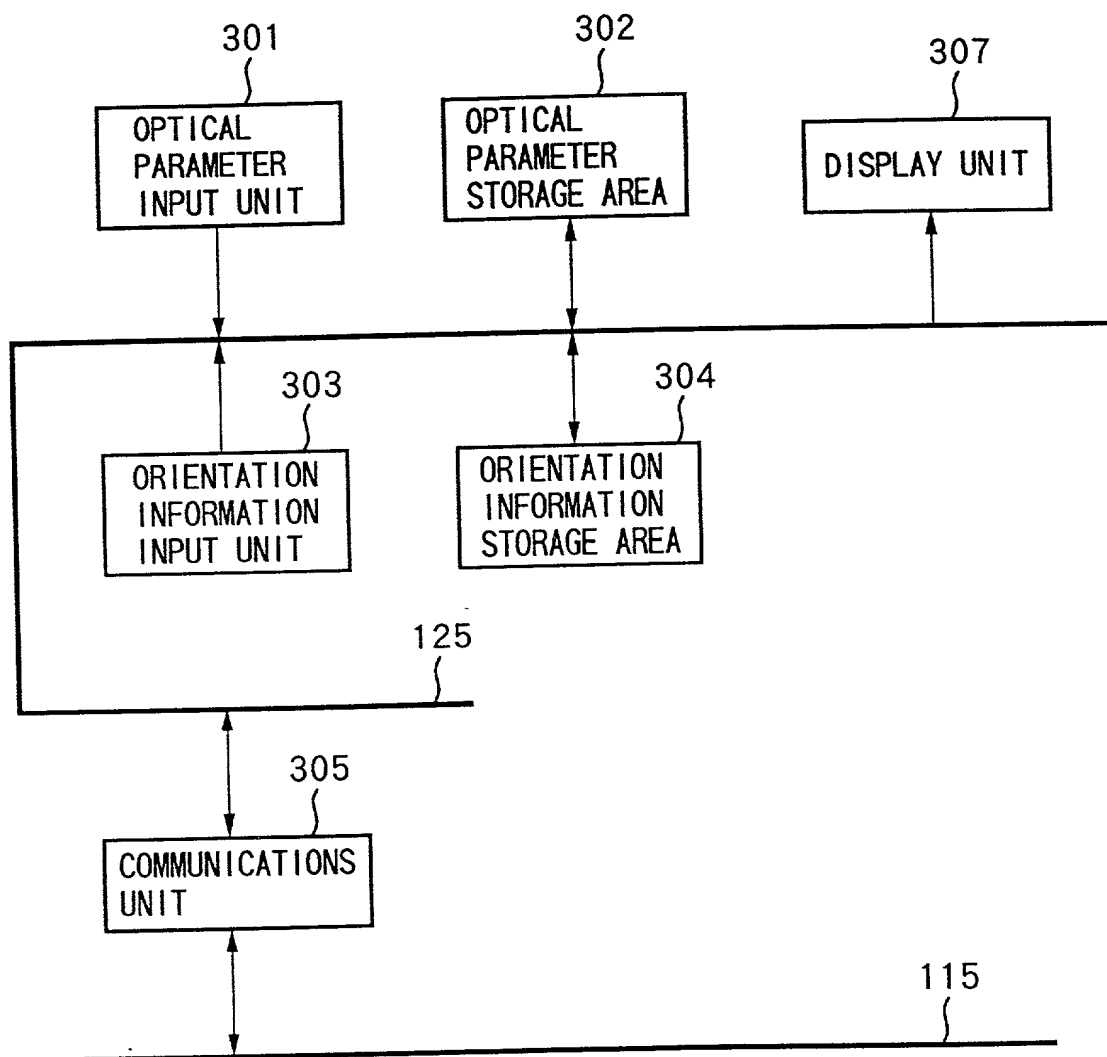 301
OPTICAL
PARAMETER
INPUT UNIT
302
OPTICAL
PARAMETER
STORAGE AREA
307
DISPLAY UNIT
303
ORIENTATION
INFORMATION
INPUT UNIT
304
ORIENTATION
INFORMATION
STORAGE AREA
125
305
COMMUNICATIONS
UNIT
115